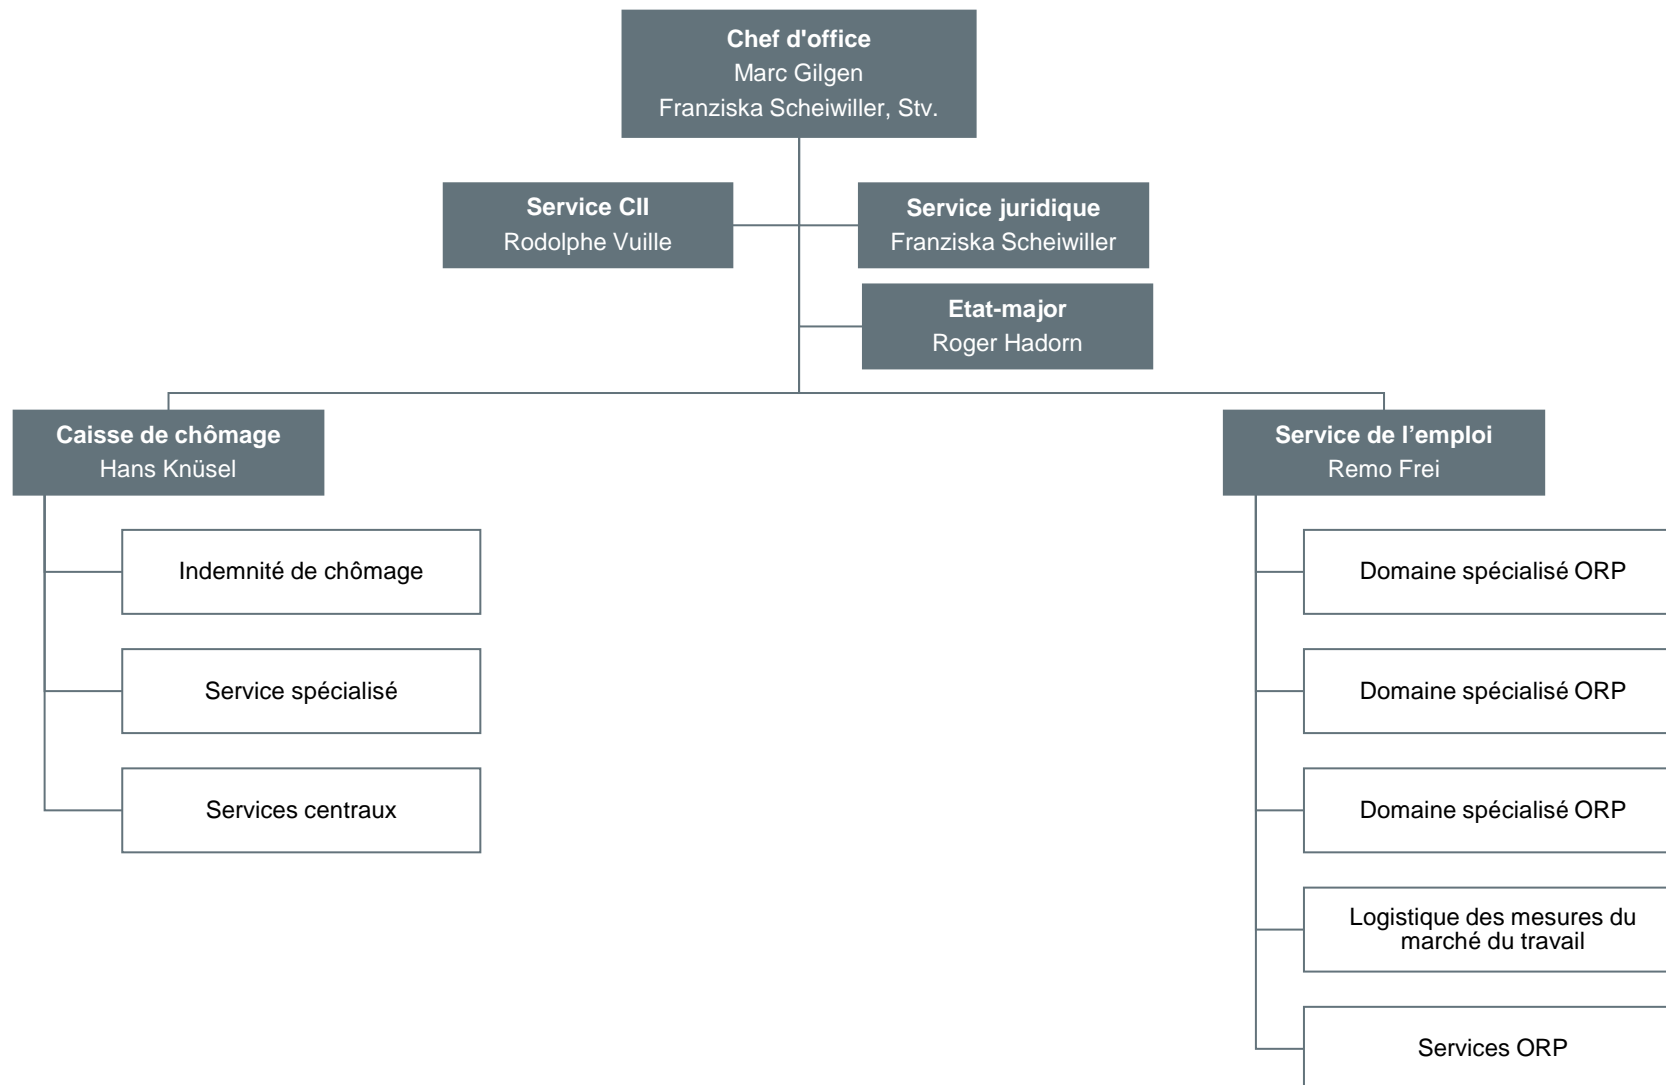 Chef d'office
Marc Gilgen
Franziska Scheiwiller, Stv.
Service CII
Rodolphe Vuille
Service juridique
Franziska Scheiwiller
Etat-major
Roger Hadorn
Caisse de chômage
Hans Knüsel
Service de l’emploi
Remo Frei
Indemnité de chômage
Service spécialisé
Services centraux
Domaine spécialisé ORP
Domaine spécialisé ORP
Domaine spécialisé ORP
Logistique des mesures du
marché du travail
Services ORP